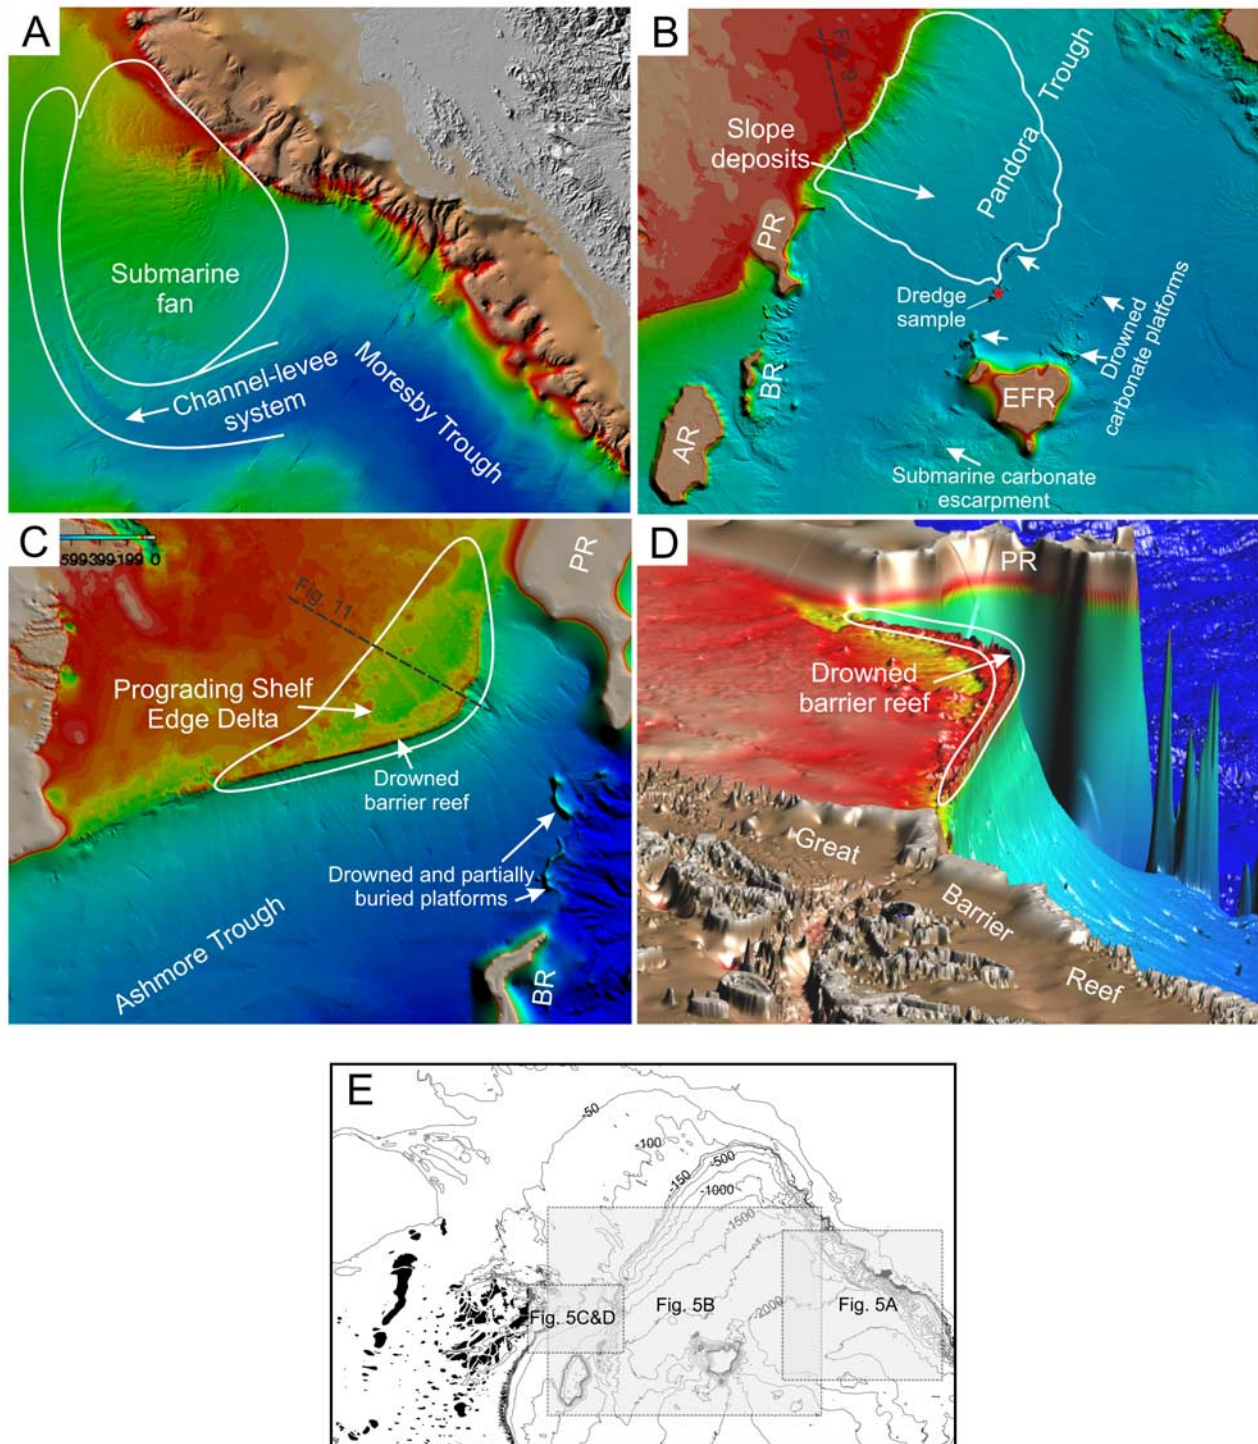 A
Submarine
fan
Channel-levee
system
Moresby Trough
B
Fig. 9
Slope
deposits
Pandora
Trough
PR
Dredge
sample
Drowned
carbonate platforms
BR
AR
EFR
Submarine carbonate
escarpment
C
599399-199 0
PR
Fig. 11
Prograding Shelf
Edge Delta
Drowned
barrier reef
Drowned and partially
buried platforms
Ashmore Trough
BR
D
PR
Drowned
barrier reef
Great
Barrier
Reef
E
-50
-100
-150
-500
-1000
-1500
-2000
Fig. 5C&D
Fig. 5B
Fig. 5A